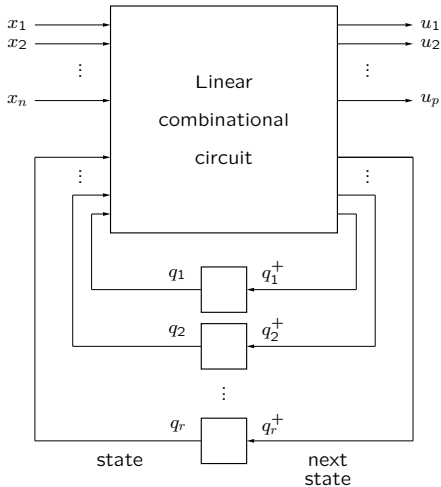 x₁ u₁
x₂ u₂
⋮ ⋮
Linear
xₙ uₚ
combinational
circuit
⋮ ⋮
q₁ q₁⁺
q₂ q₂⁺
⋮
qᵣ qᵣ⁺
state next
state